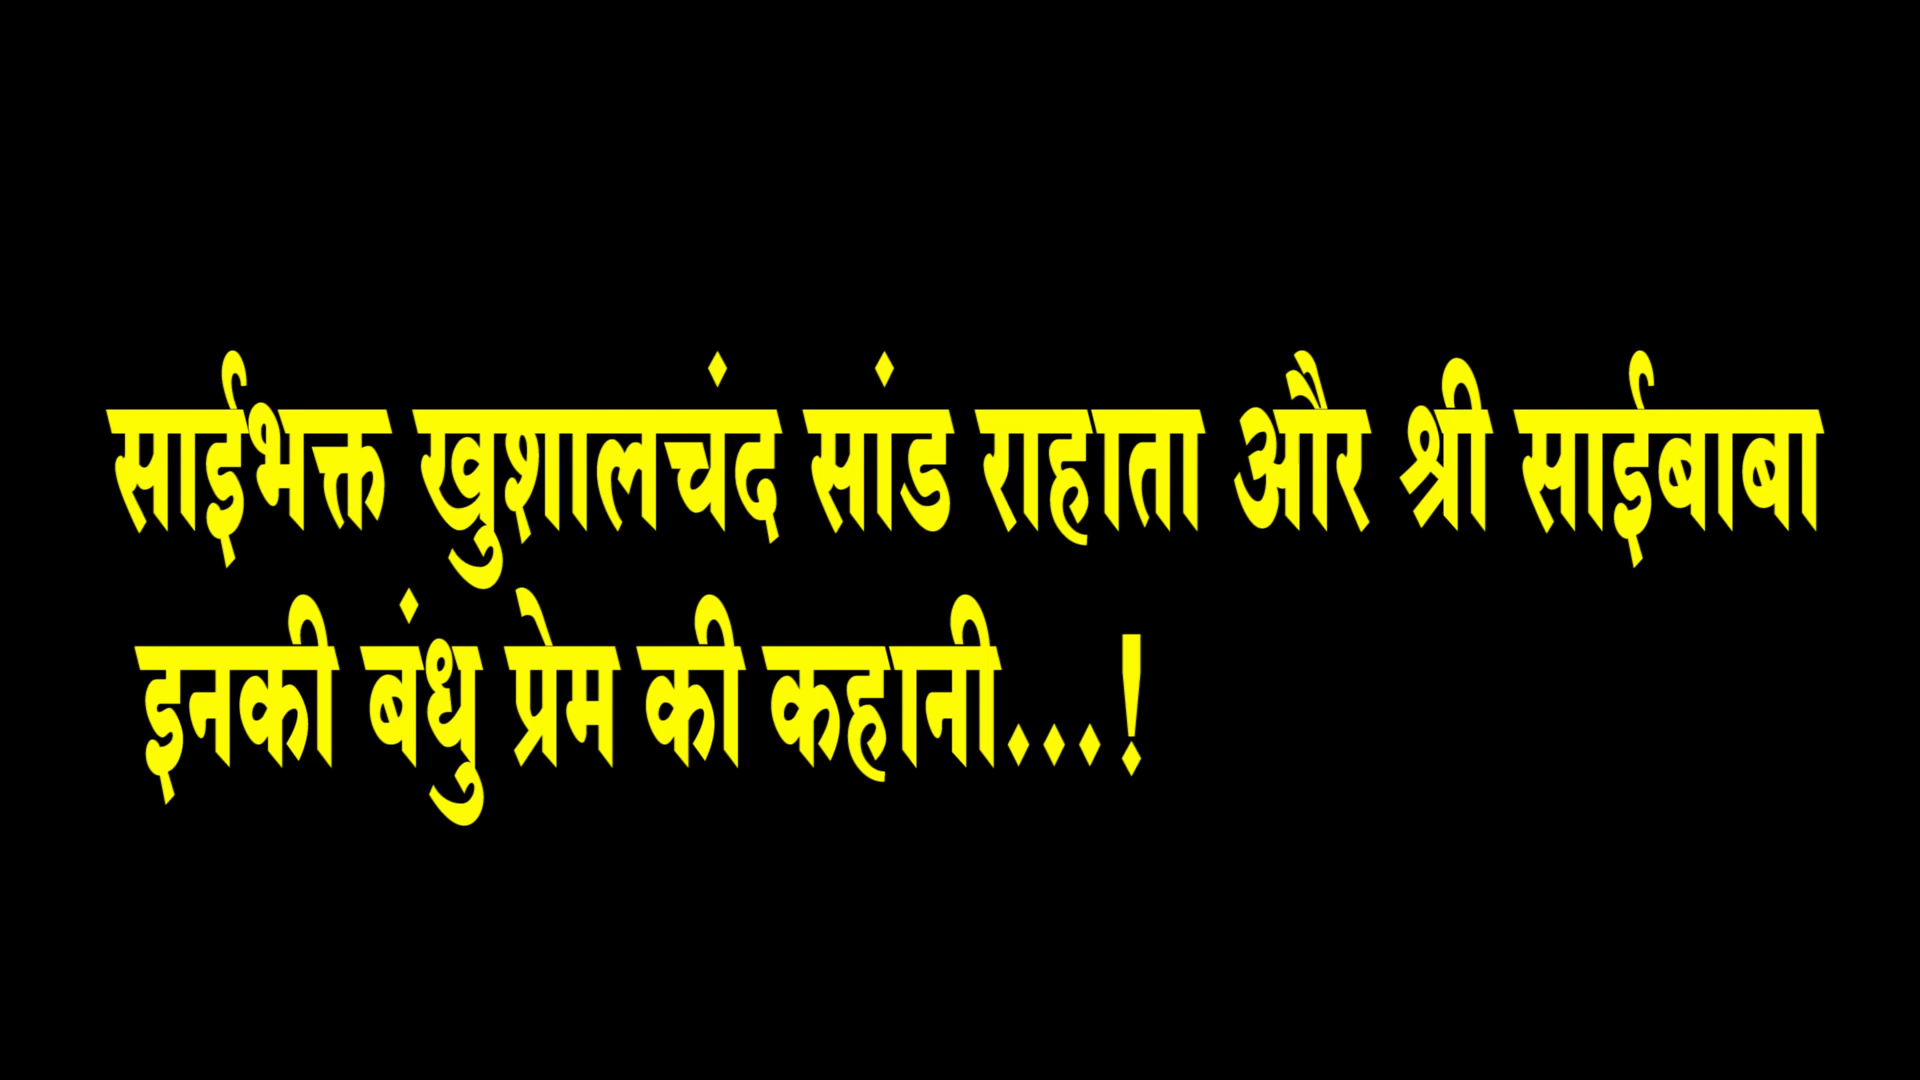 साईभक्त खुशालचंद सांड राहाता और श्री साईबाबा
इनकी बंधु प्रेम की कहानी...!